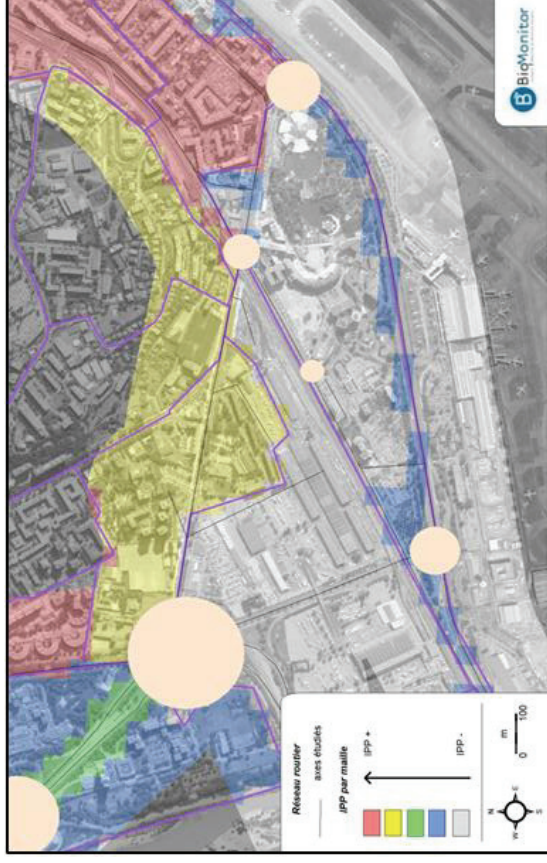 BioMonitor
Réseau routier
axes étudiés
IPP par maille
IPP +
IPP -
N
W
E
S
m
0
100